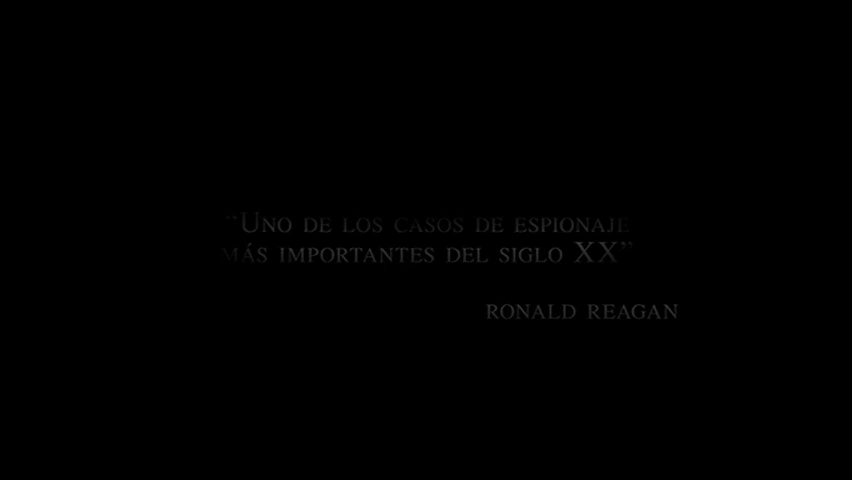 “UNO DE LOS CASOS DE ESPIONAJE
MÁS IMPORTANTES DEL SIGLO XX”
RONALD REAGAN